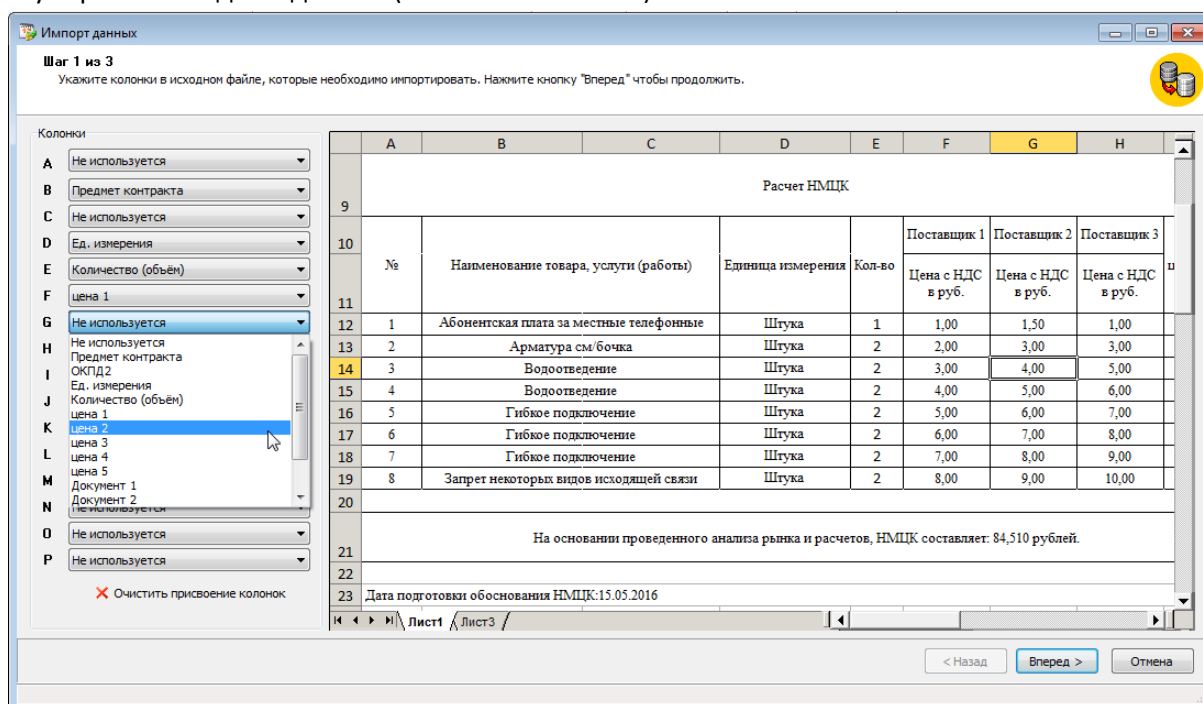 Импорт данных
Шаг 1 из 3
Укажите колонки в исходном файле, которые необходимо импортировать. Нажмите кнопку "Вперед" чтобы продолжить.
Колонки
A Не используется
B Предмет контракта
C Не используется
D Ед. измерения
E Количество (объём)
F цена 1
G Не используется
H
I
J
K
L
M
N
Не используется
Предмет контракта
ОКПД2
Ед. измерения
Количество (объём)
цена 1
цена 2
цена 3
цена 4
цена 5
Документ 1
Документ 2
Не используется
O Не используется
P Не используется
Очистить присвоение колонок
A B C D E F G H
9 Расчет НМЦК
10 Поставщик 1 Поставщик 2 Поставщик 3
№ Наименование товара, услуги (работы) Единица измерения Кол-во
11 Цена с НДС в руб. Цена с НДС в руб. Цена с НДС в руб. ц
12 1 Абонентская плата за местные телефонные Штука 1 1,00 1,50 1,00
13 2 Арматура см/бочка Штука 2 2,00 3,00 3,00
14 3 Водоотведение Штука 2 3,00 4,00 5,00
15 4 Водоотведение Штука 2 4,00 5,00 6,00
16 5 Гибкое подключение Штука 2 5,00 6,00 7,00
17 6 Гибкое подключение Штука 2 6,00 7,00 8,00
18 7 Гибкое подключение Штука 2 7,00 8,00 9,00
19 8 Запрет некоторых видов исходящей связи Штука 2 8,00 9,00 10,00
20
21 На основании проведенного анализа рынка и расчетов, НМЦК составляет: 84,510 рублей.
22
23 Дата подготовки обоснования НМЦК:15.05.2016
Лист1 Лист3
< Назад Вперед > Отмена